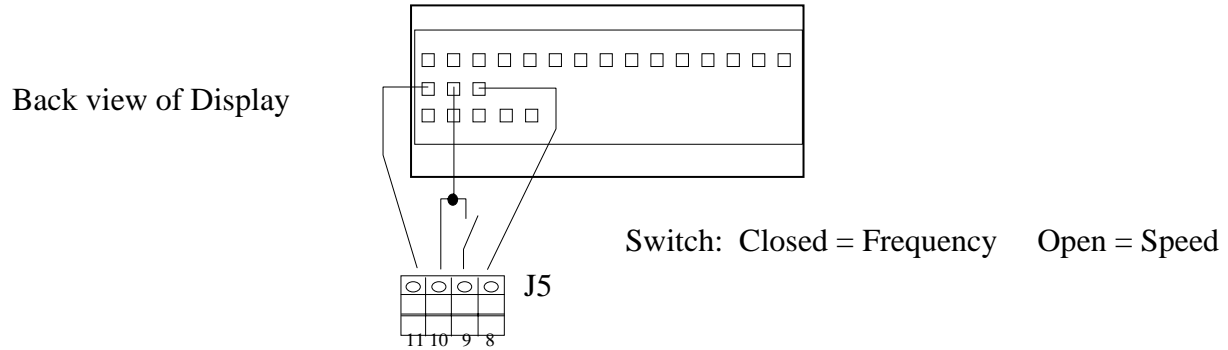 Back view of Display
Switch: Closed = Frequency Open = Speed
J5
11 10 9 8